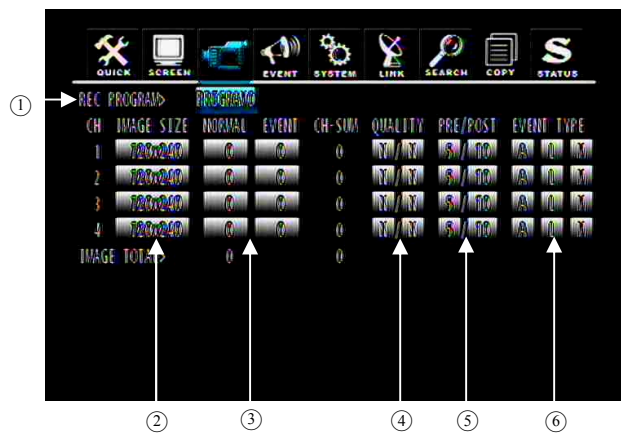 QUICK SCREEN EVENT SYSTEM LINK SEARCH COPY STATUS
① REC PROGRAM> PROGRAM0
CH IMAGE SIZE NORMAL EVENT CH-SUM QUALITY PRE/POST EVENT TYPE
1 720x240 0 0 0 N / N 5 / 10 A L M
2 720x240 0 0 0 N / N 5 / 10 A L M
3 720x240 0 0 0 N / N 5 / 10 A L M
4 720x240 0 0 0 N / N 5 / 10 A L M
IMAGE TOTAL> 0 0
② ③ ④ ⑤ ⑥